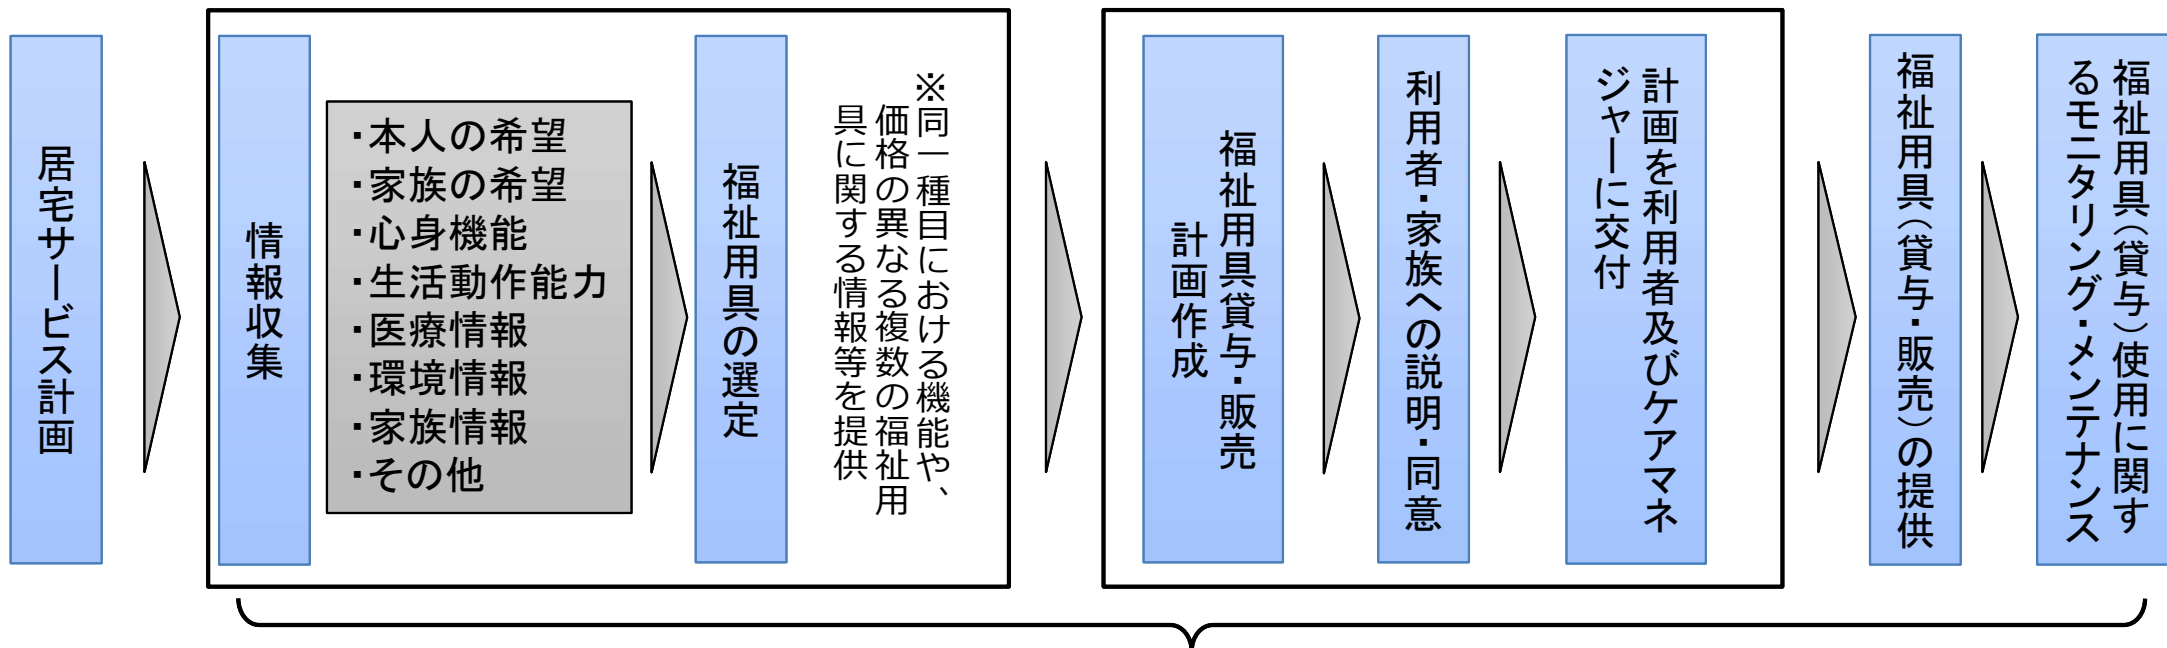 居宅サービス計画
情報収集
・本人の希望
・家族の希望
・心身機能
・生活動作能力
・医療情報
・環境情報
・家族情報
・その他
福祉用具の選定
※同一種目における機能や、
価格の異なる複数の福祉用
具に関する情報等を提供
福祉用具貸与・販売
計画作成
利用者・家族への説明・同意
計画を利用者及びケアマネ
ジャーに交付
福祉用具(貸与・販売)の提供
福祉用具(貸与)使用に関す
るモニタリング・メンテナンス